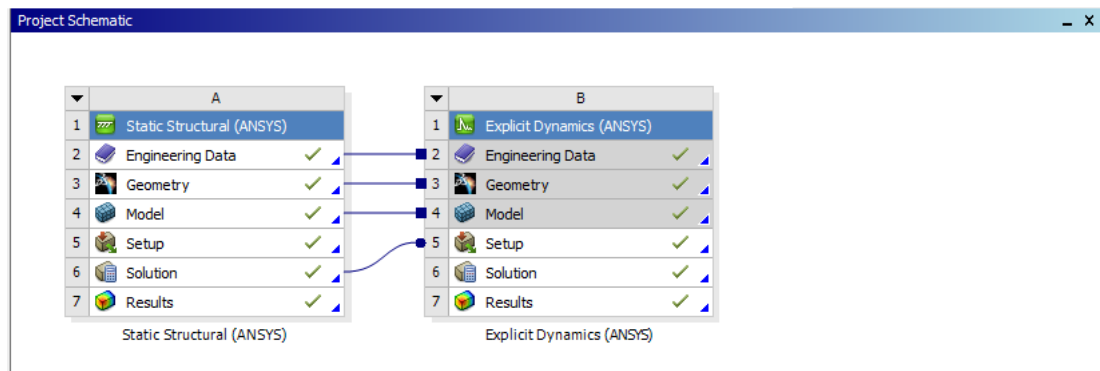 Project Schematic
A
1 Static Structural (ANSYS)
2 Engineering Data
3 Geometry
4 Model
5 Setup
6 Solution
7 Results
Static Structural (ANSYS)
B
1 Explicit Dynamics (ANSYS)
2 Engineering Data
3 Geometry
4 Model
5 Setup
6 Solution
7 Results
Explicit Dynamics (ANSYS)